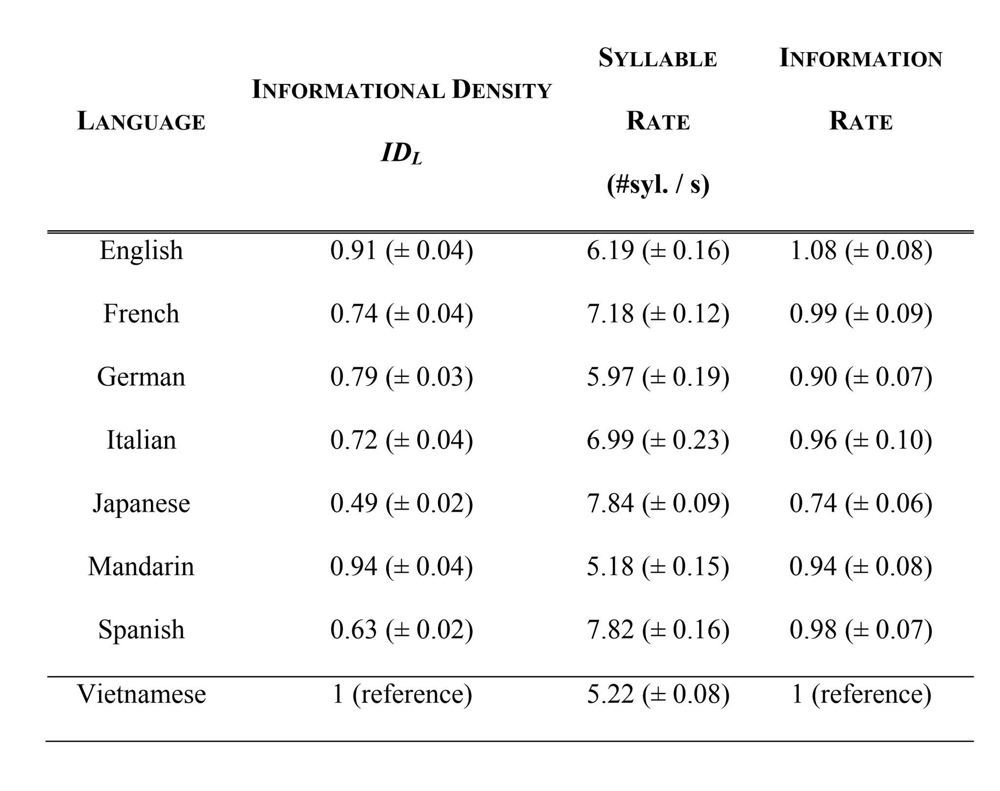 LANGUAGE INFORMATIONAL DENSITY ID_L SYLLABLE RATE (#syl. / s) INFORMATION RATE
English 0.91 (± 0.04) 6.19 (± 0.16) 1.08 (± 0.08)
French 0.74 (± 0.04) 7.18 (± 0.12) 0.99 (± 0.09)
German 0.79 (± 0.03) 5.97 (± 0.19) 0.90 (± 0.07)
Italian 0.72 (± 0.04) 6.99 (± 0.23) 0.96 (± 0.10)
Japanese 0.49 (± 0.02) 7.84 (± 0.09) 0.74 (± 0.06)
Mandarin 0.94 (± 0.04) 5.18 (± 0.15) 0.94 (± 0.08)
Spanish 0.63 (± 0.02) 7.82 (± 0.16) 0.98 (± 0.07)
Vietnamese 1 (reference) 5.22 (± 0.08) 1 (reference)